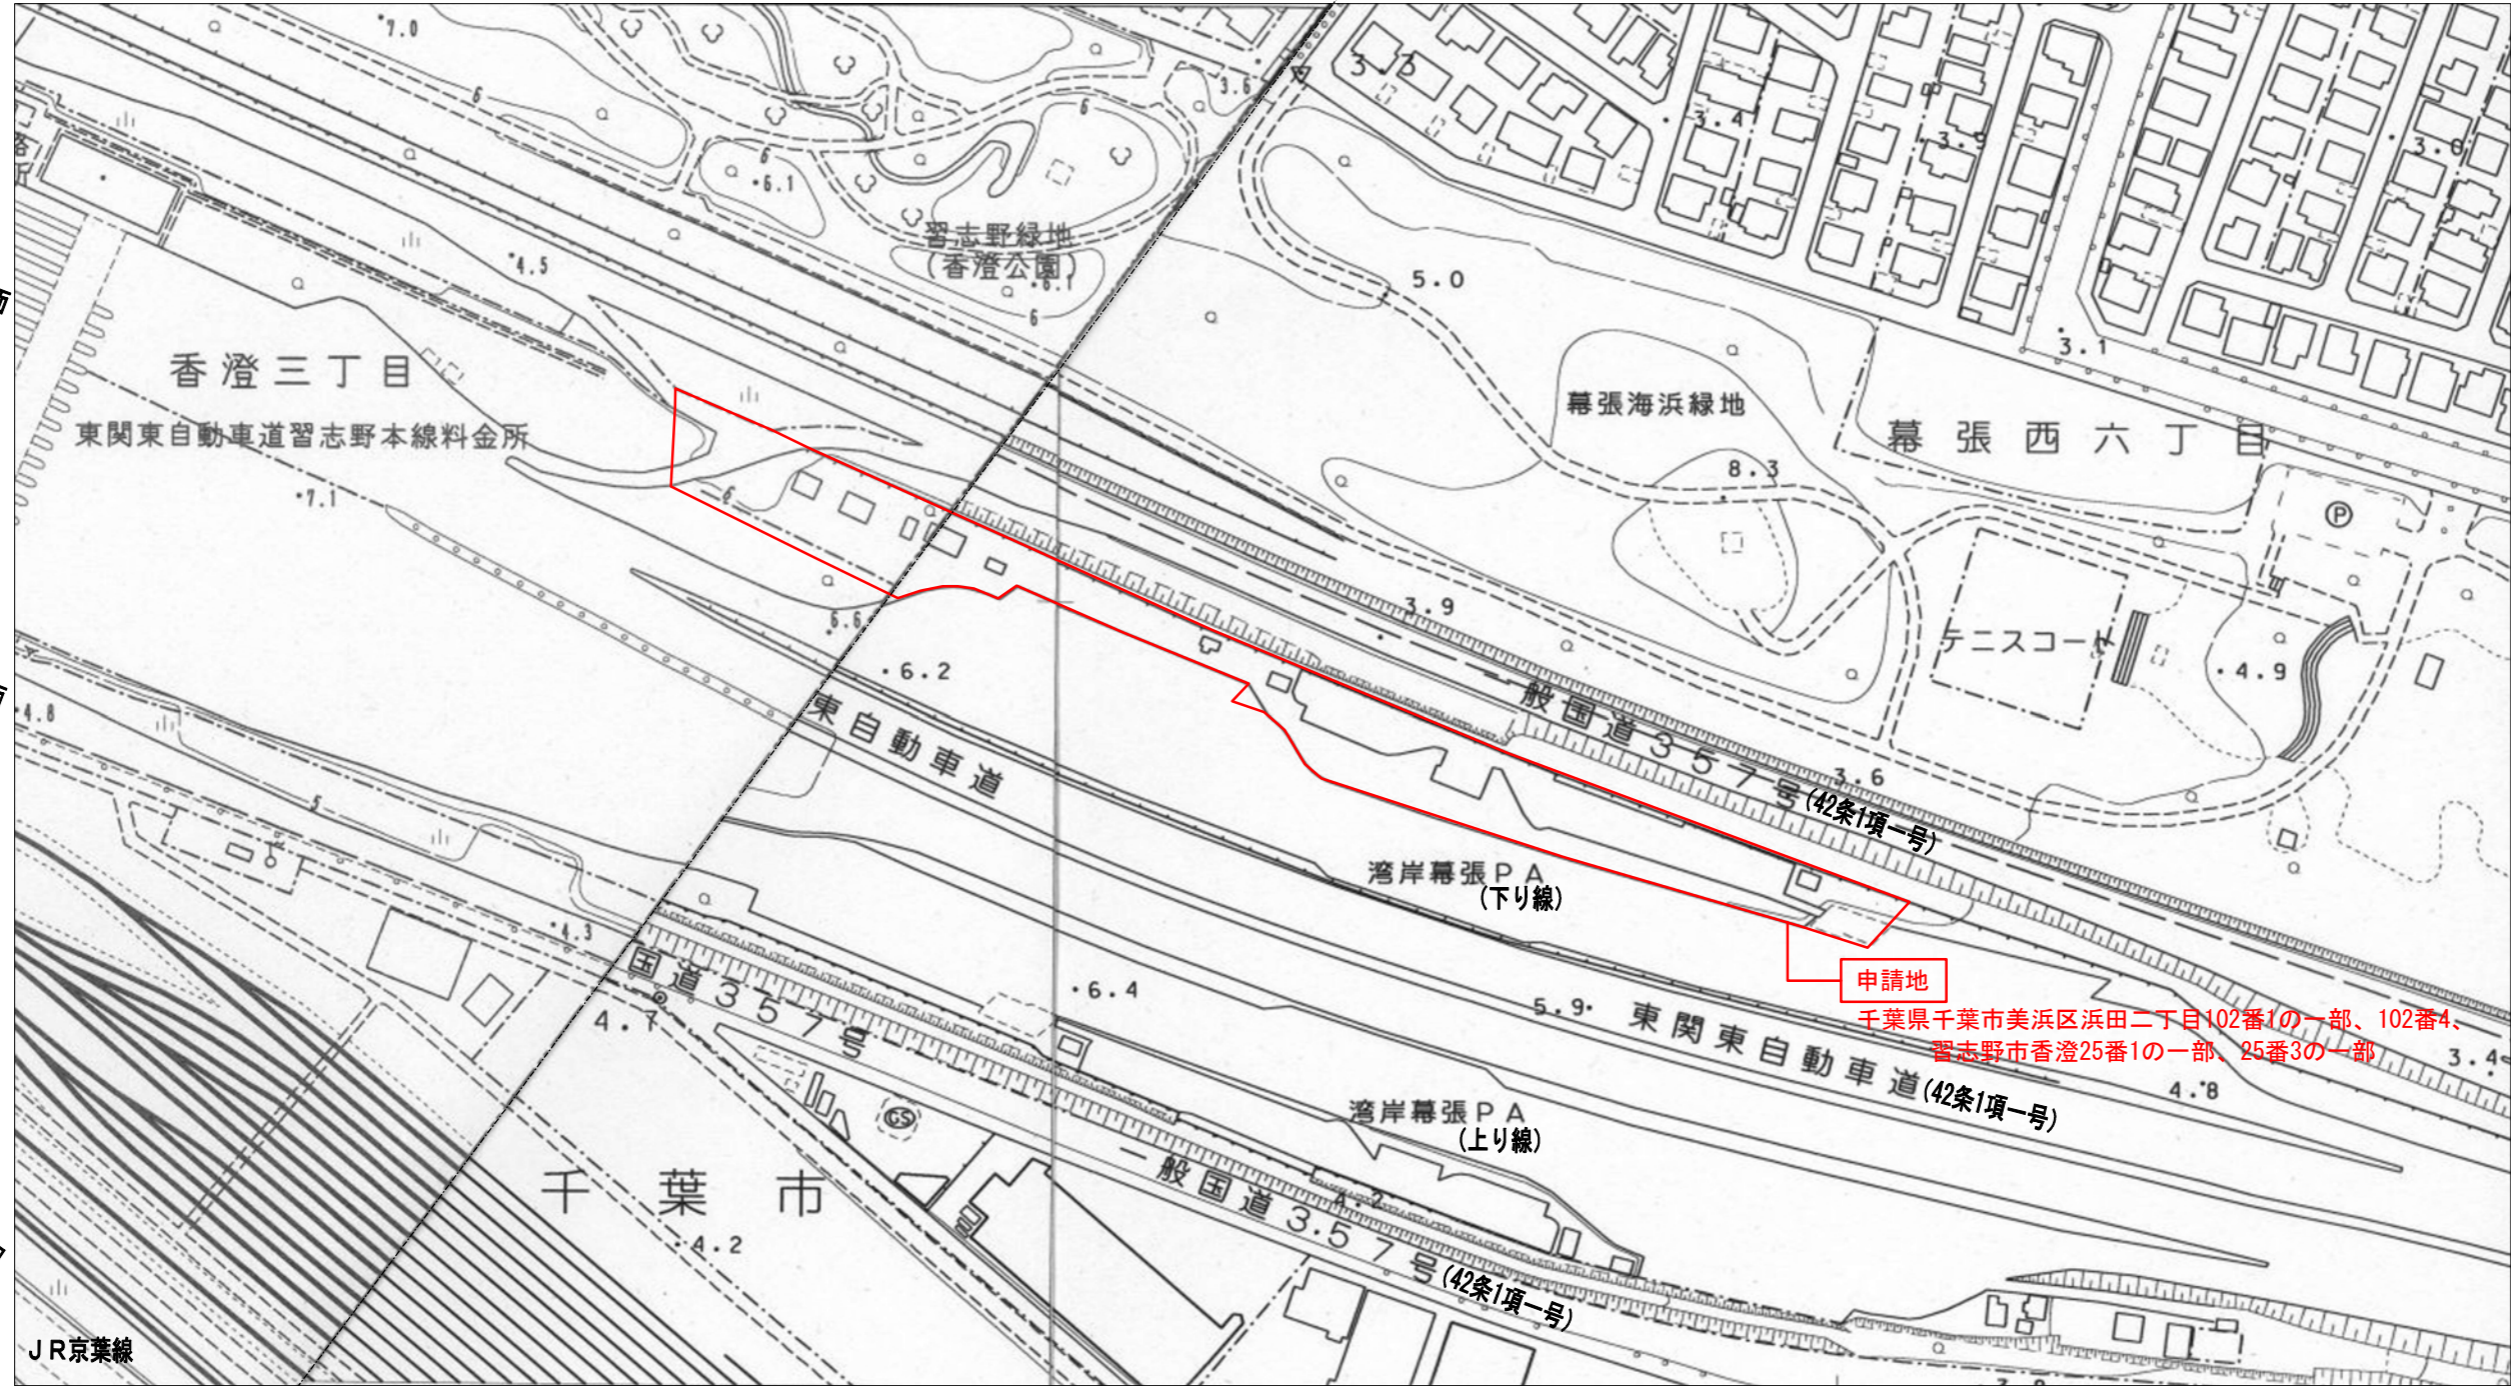 7.0
6
3.6
6
3.3
3.4
3.9
3.0
6
6.1
習志野緑地
(香澄公園)
6.1
6
4.5
5.0
3.1
香澄三丁目
東関東自動車道習志野本線料金所
7.1
6
幕張海浜緑地
8.3
幕張西六丁目
P
テニスコート
4.9
3.9
6.6
6.2
4.8
東自動車道
一般国道357号(42条1項一号)
3.6
5
湾岸幕張PA
(下り線)
4.3
国道357号
4.7
6.4
5.9
申請地
千葉県千葉市美浜区浜田二丁目102番1の一部、102番4、
習志野市香澄25番1の一部、25番3の一部
3.4
東関東自動車道(42条1項一号)
4.8
GS
湾岸幕張PA
(上り線)
千葉市
4.2
一般国道357号(42条1項一号)
4.2
JR京葉線